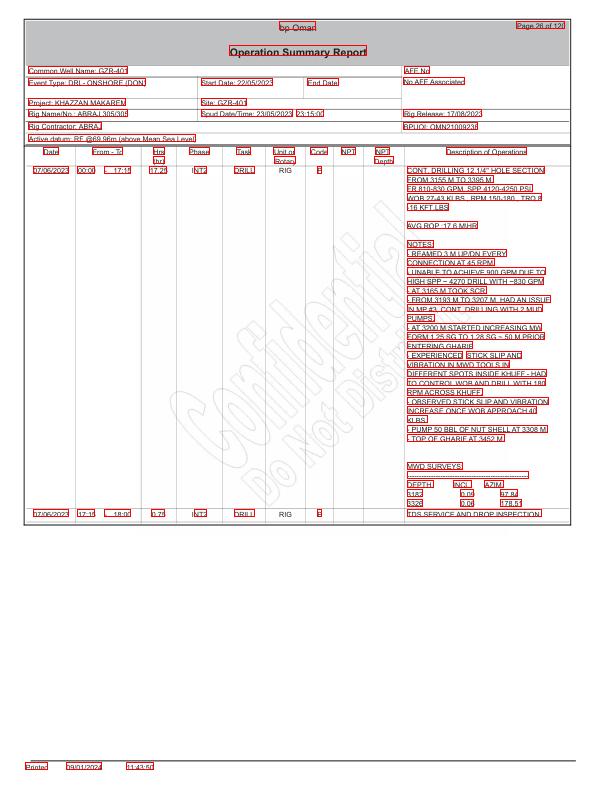 bp Oman
Page 26 of 120
Operation Summary Report
Common Well Name: GZR-401
AFE No
Event Type: DRL- ONSHORE (DON)
Start Date: 22/05/2023
End Date:
No AFE Associated
Project: KHAZZAN MAKAREM
Site: GZR-401
Rig Name/No.: ABRAJ 305/305
Spud Date/Time: 23/05/2023 23:15:00
Rig Release: 17/08/2023
Rig Contractor: ABRAJ
BPUOI: OMN21009236
Active datum: RF @69.96m (above Mean Sea Level)
Date From - To Hrs (hr) Phase Task Unit or Rotary Code NPT NPT Depth Description of Operations
07/06/2023 00:00 - 17:15 17.25 INT2 DRILL RIG P CONT. DRILLING 12.1/4" HOLE SECTION
FROM 3155 M TO 3395 M.
FR 810-830 GPM, SPP 4120-4250 PSI,
WOB 27-43 KLBS , RPM 150-180 , TRQ 8
-16 KFT.LBS
AVG ROP :17.6 M/HR
NOTES:
- REAMED 3 M UP/DN EVERY
CONNECTION AT 45 RPM
- UNABLE TO ACHIEVE 900 GPM DUE TO
HIGH SPP ~ 4270 DRILL WITH ~830 GPM
- AT 3165 M TOOK SCR
- FROM 3193 M TO 3207 M, HAD AN ISSUE
IN MP #3, CONT. DRILLING WITH 2 MUD
PUMPS.
- AT 3200 M STARTED INCREASING MW
FORM 1.25 SG TO 1.28 SG ~ 50 M PRIOR
ENTERING GHARIF
- EXPERIENCED STICK SLIP AND
VIBRATION IN MWD TOOLS IN
DIFFERENT SPOTS INSIDE KHUFF - HAD
TO CONTROL WOB AND DRILL WITH 180
RPM ACROSS KHUFF.
- OBSERVED STICK SLIP AND VIBRATION
INCREASE ONCE WOB APPROACH 40
KLBS
- PUMP 50 BBL OF NUT SHELL AT 3308 M
- TOP OF GHARIF AT 3452 M
MWD SURVEYS:
DEPTH INCL AZIM
3182 0.09 97.84
3326 0.06 178.51
07/06/2023 17:15 - 18:00 0.75 INT2 DRILL RIG P TDS SERVICE AND DROP INSPECTION.
Confidential
Do Not Distribute
Printed 09/01/2024 11:43:50